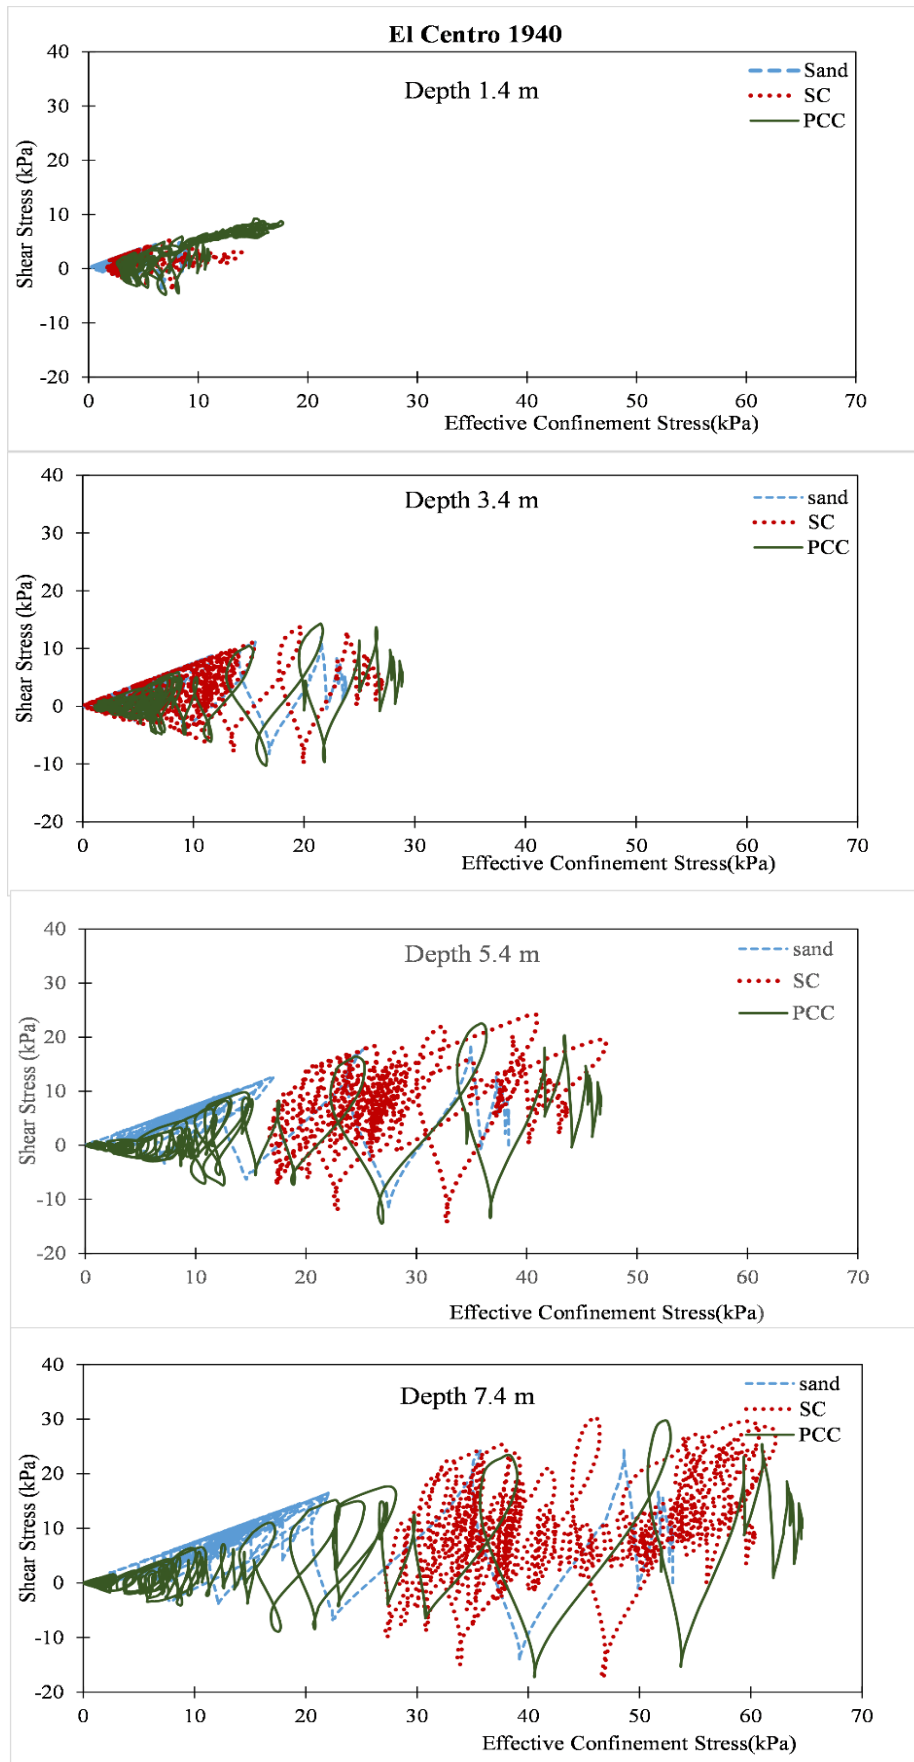 El Centro 1940
Depth 1.4 m
Sand
SC
PCC
Shear Stress (kPa)
40
30
20
10
0
-10
-20
0 10 20 30 40 50 60 70
Effective Confinement Stress(kPa)
Depth 3.4 m
sand
SC
PCC
Shear Stress (kPa)
40
30
20
10
0
-10
-20
0 10 20 30 40 50 60 70
Effective Confinement Stress(kPa)
Depth 5.4 m
sand
SC
PCC
Shear Stress (kPa)
40
30
20
10
0
-10
-20
0 10 20 30 40 50 60 70
Effective Confinement Stress(kPa)
Depth 7.4 m
sand
SC
PCC
Shear Stress (kPa)
40
30
20
10
0
-10
-20
0 10 20 30 40 50 60 70
Effective Confinement Stress(kPa)